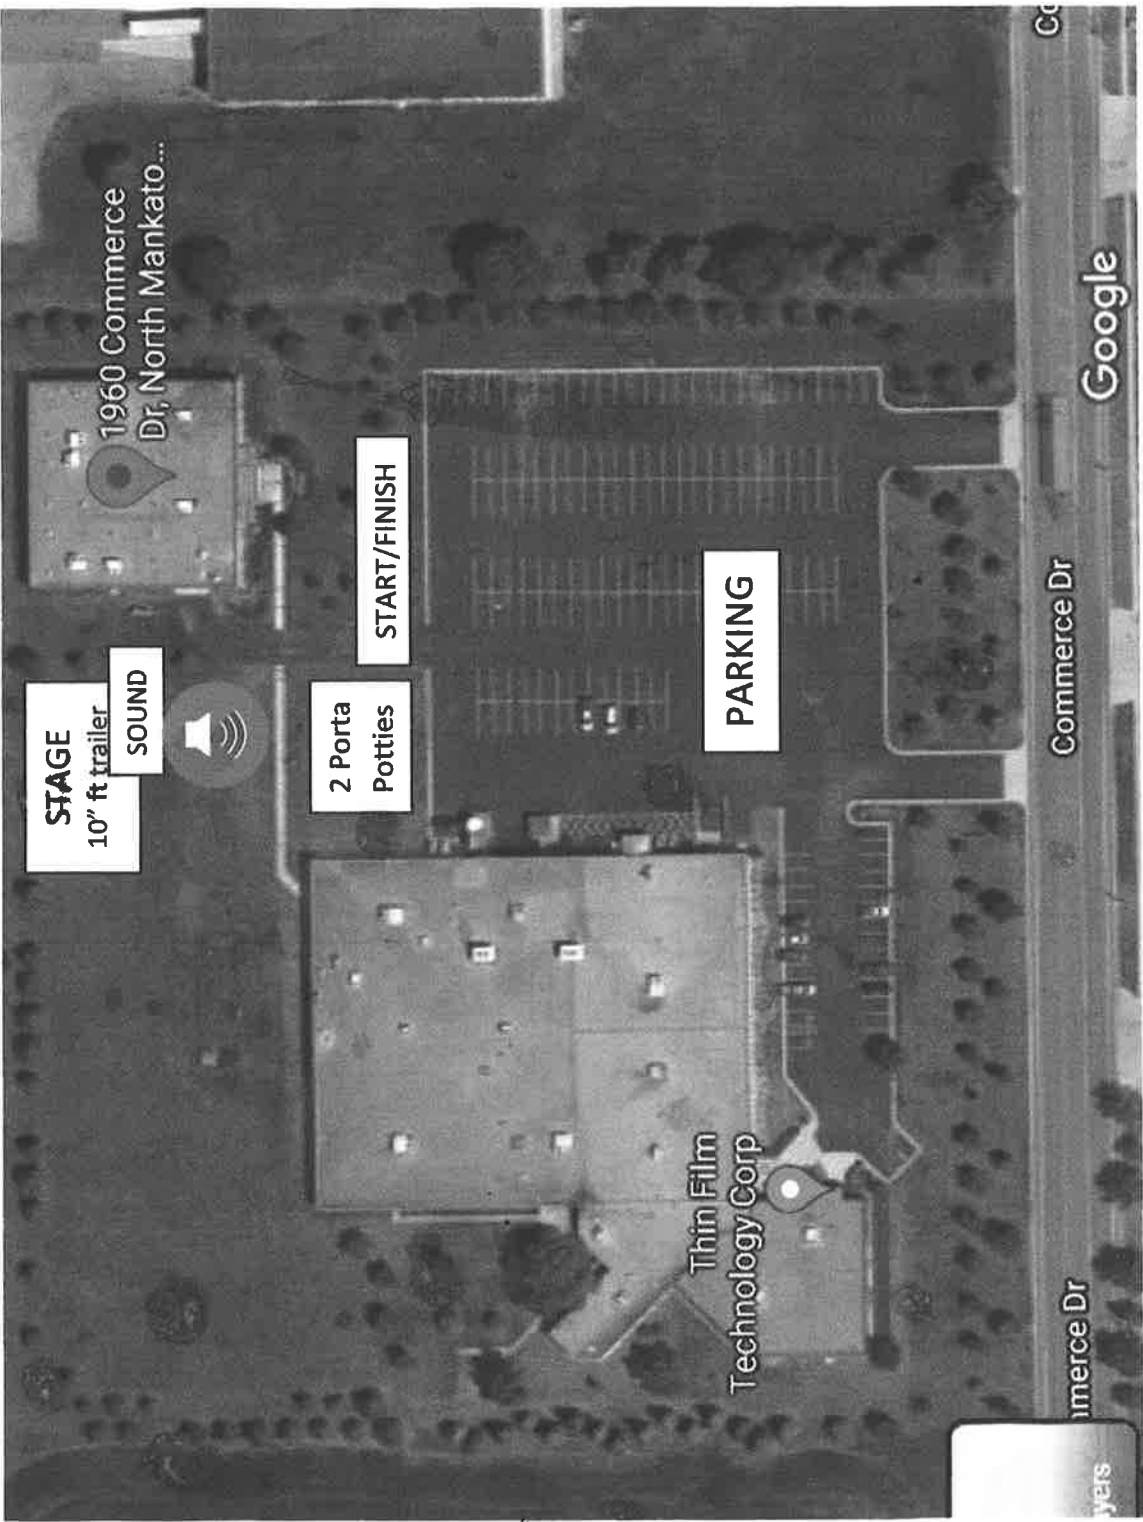 STAGE
10” ft trailer
SOUND
1960 Commerce
Dr, North Mankato...
2 Porta
Potties
START/FINISH
PARKING
Thin Film
Technology Corp
mmerce Dr
Commerce Dr
Co
Google
yers